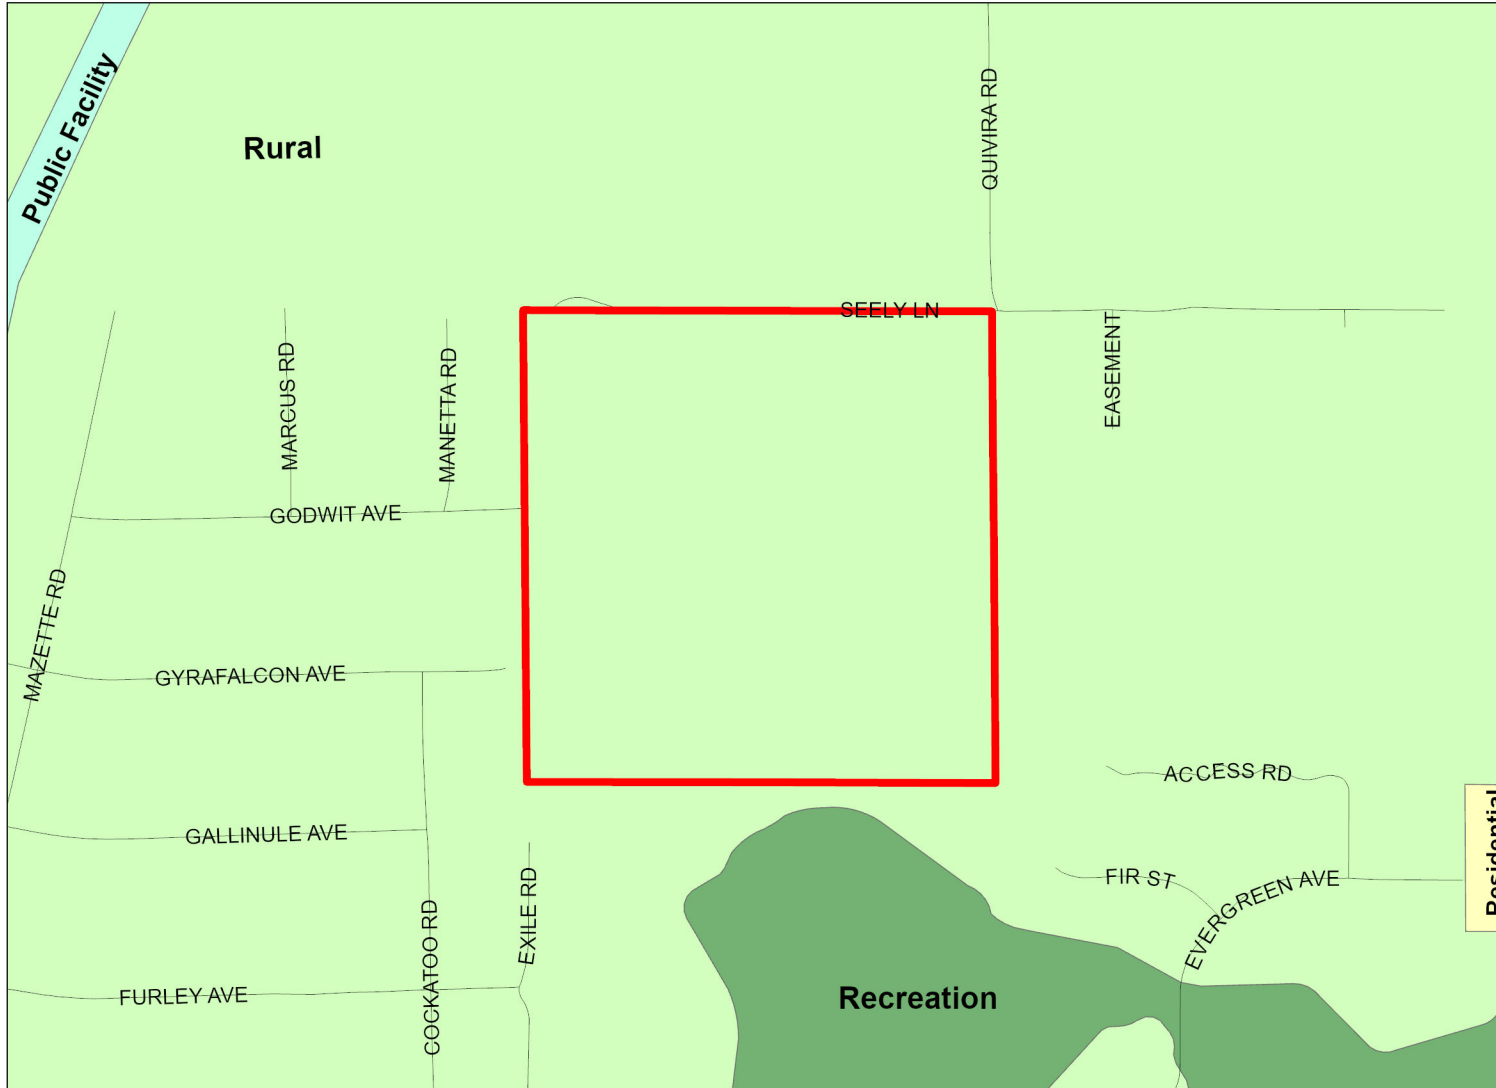 Public Facility
Rural
QUIVIRA RD
SEELY LN
EASEMENT
MARCUS RD
MANETTA RD
GODWIT AVE
MAZETTE RD
GYRAFALCON AVE
ACCESS RD
Residential
GALLINULE AVE
FIR ST
EVERGREEN AVE
EXILE RD
COCKATOO RD
FURLEY AVE
Recreation